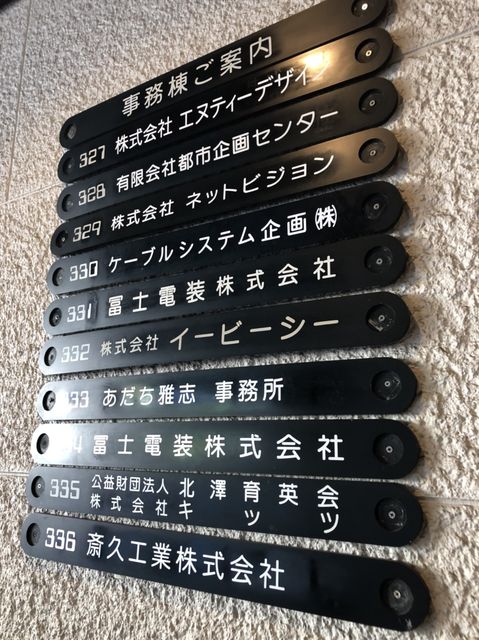 事務棟ご案内
327 株式会社 エヌティーデザイン
328 有限会社都市企画センター
329 株式会社 ネットビジョン
330 ケーブルシステム企画㈱
331 冨士電装株式会社
332 株式会社 イービーシー
333 あだち雅志 事務所
冨士電装株式会社
335 公益財団法人 北澤育英会
株式会社キッツ
336 斎久工業株式会社